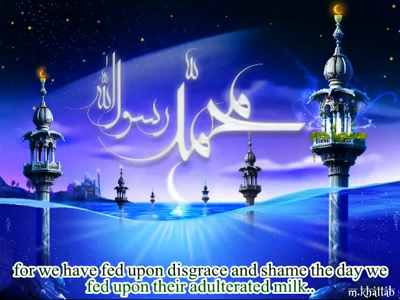 محمد رسول الله
for we have fed upon disgrace and shame the day we
fed upon their adulterated milk..
m.khattab